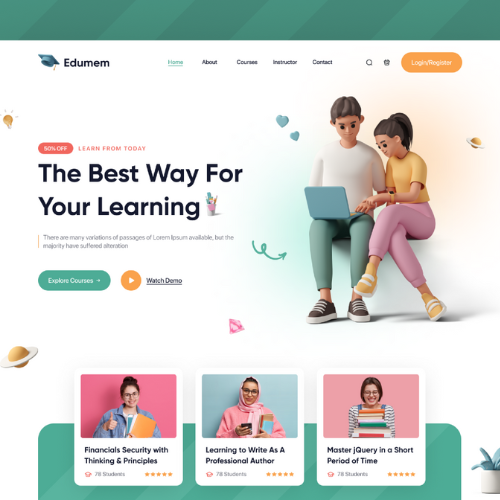 Edumem
Home About Courses Instructor Contact Login/Register
50% OFF LEARN FROM TODAY
The Best Way For
Your Learning
There are many variations of passages of Lorem Ipsum available, but the
majority have suffered alteration
Explore Courses → Watch Demo
Financials Security with
Thinking & Principles
78 Students
Learning to Write As A
Professional Author
78 Students
Master jQuery in a Short
Period of Time
78 Students